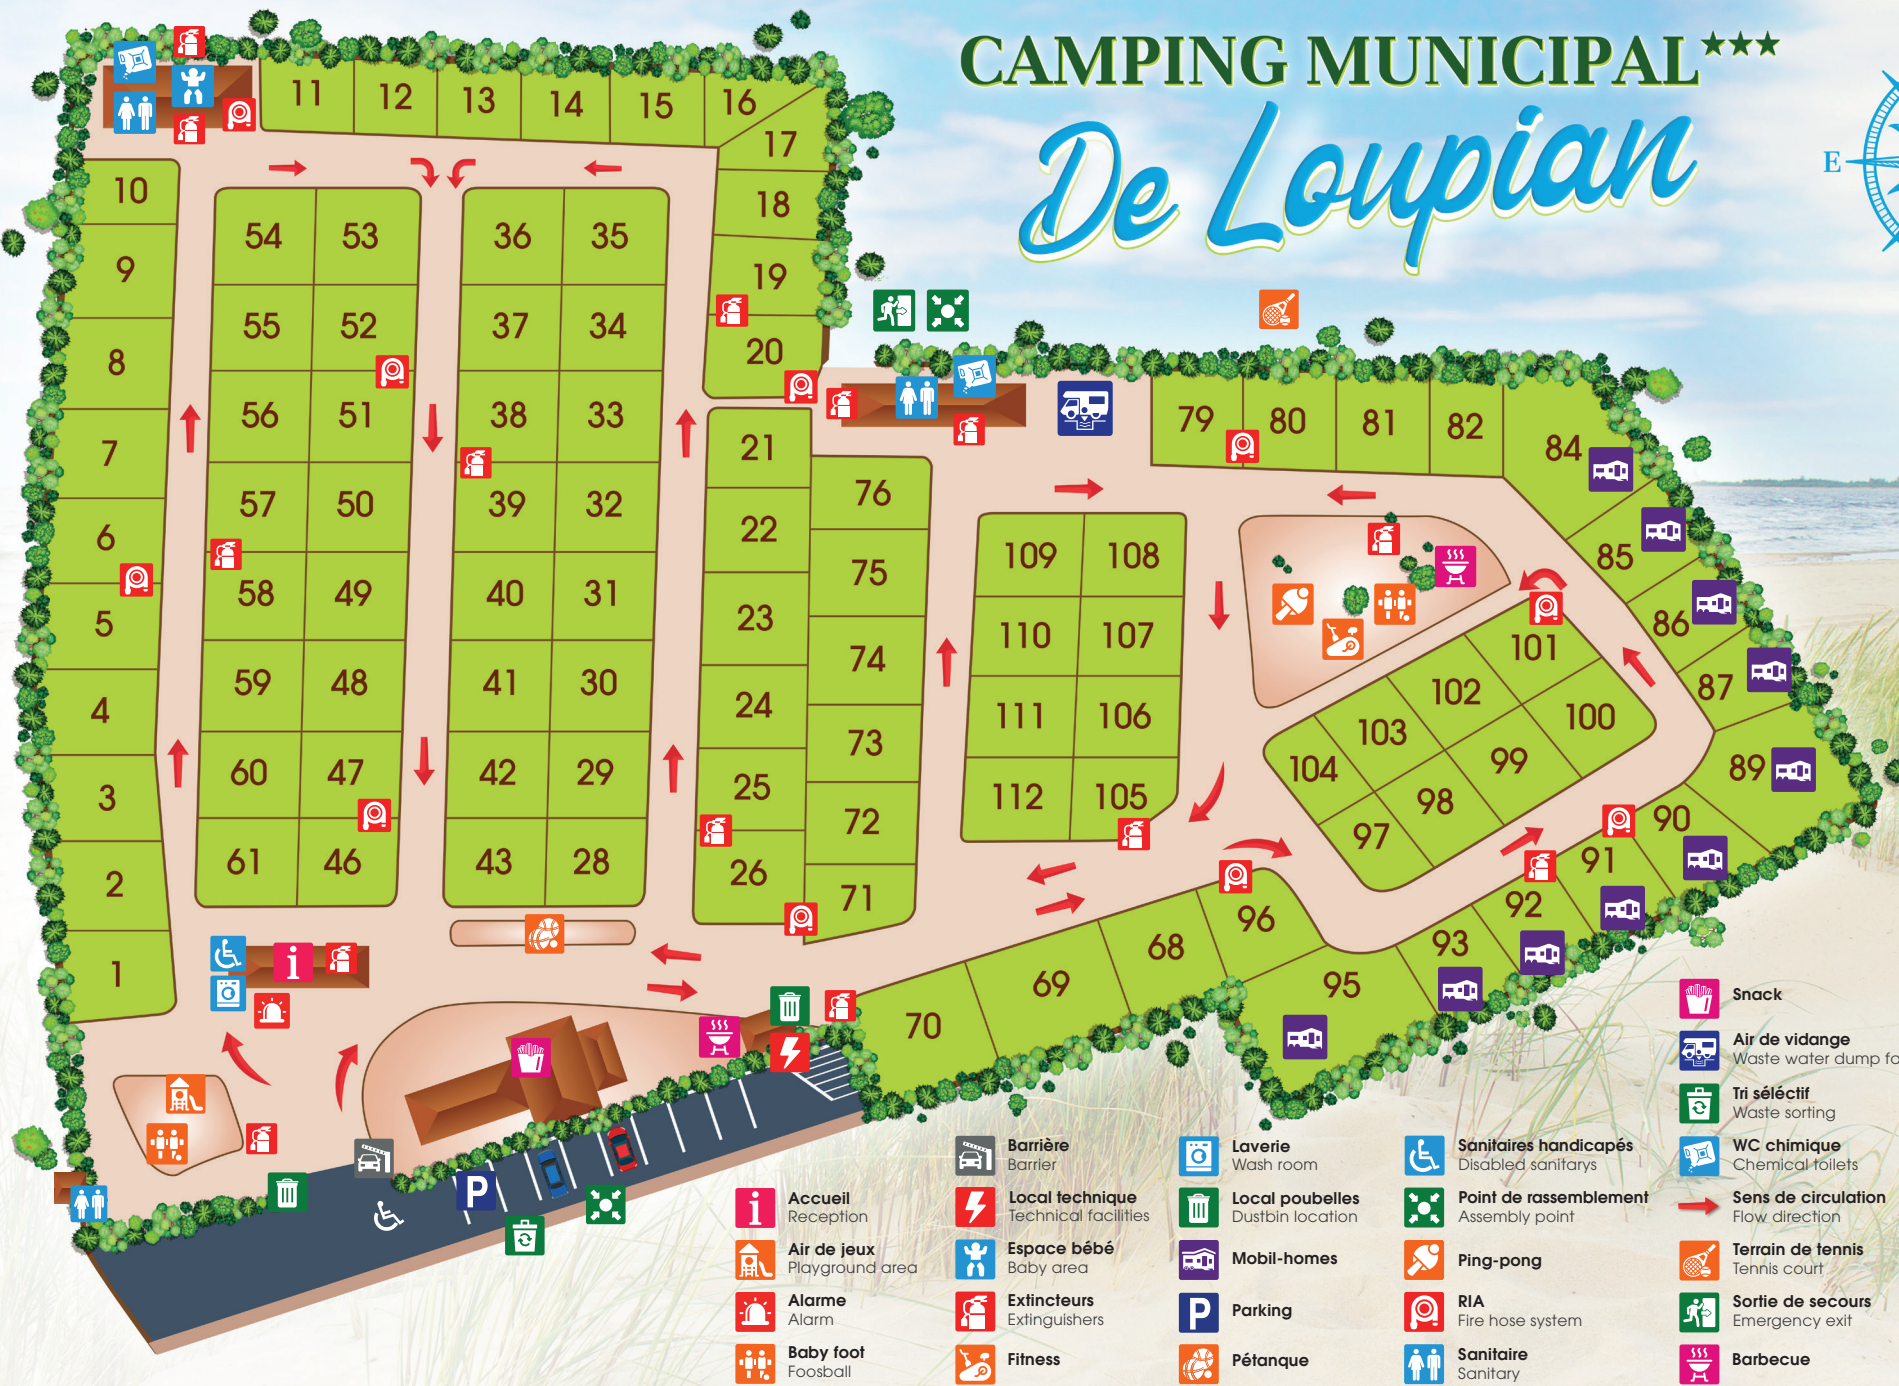 CAMPING MUNICIPAL★★★
De Loupian
E
11 12 13 14 15 16
17
10
18
54 53 36 35
9
19
55 52 37 34
20
8
56 51 38 33
79 80 81 82
84
7
21
76
57 50 39 32
22
6
109 108
85
75
58 49 40 31
5
23
110 107
86
101
74
59 48 41 30
87
102
4
24
111 106
100
103
73
99
104
60 47 42 29
89
3
25
112 105
98
90
72
97
61 46 43 28
91
2
26
71
92
96
93
68
1
69
95
70
i
P
Snack
Air de vidange
Waste water dump fa
Tri séléctif
Waste sorting
Barrière
Barrier
Laverie
Wash room
Sanitaires handicapés
Disabled sanitarys
WC chimique
Chemical toilets
i
Accueil
Reception
Local technique
Technical facilities
Local poubelles
Dustbin location
Point de rassemblement
Assembly point
Sens de circulation
Flow direction
Air de jeux
Playground area
Espace bébé
Baby area
Mobil-homes
Ping-pong
Terrain de tennis
Tennis court
Alarme
Alarm
Extincteurs
Extinguishers
P
Parking
RIA
Fire hose system
Sortie de secours
Emergency exit
Baby foot
Foosball
Fitness
Pétanque
Sanitaire
Sanitary
Barbecue